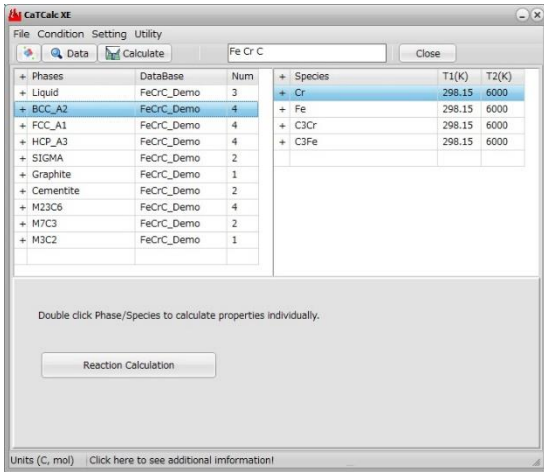 CaTCalc XE
File Condition Setting Utility
Data Calculate Fe Cr C Close
+ Phases DataBase Num + Species T1(K) T2(K)
+ Liquid FeCrC_Demo 3 + Cr 298.15 6000
+ BCC_A2 FeCrC_Demo 4 + Fe 298.15 6000
+ FCC_A1 FeCrC_Demo 4 + C3Cr 298.15 6000
+ HCP_A3 FeCrC_Demo 4 + C3Fe 298.15 6000
+ SIGMA FeCrC_Demo 2
+ Graphite FeCrC_Demo 1
+ Cementite FeCrC_Demo 2
+ M23C6 FeCrC_Demo 4
+ M7C3 FeCrC_Demo 2
+ M3C2 FeCrC_Demo 1
Double click Phase/Species to calculate properties individually.
Reaction Calculation
Units (C, mol) Click here to see additional imformation!